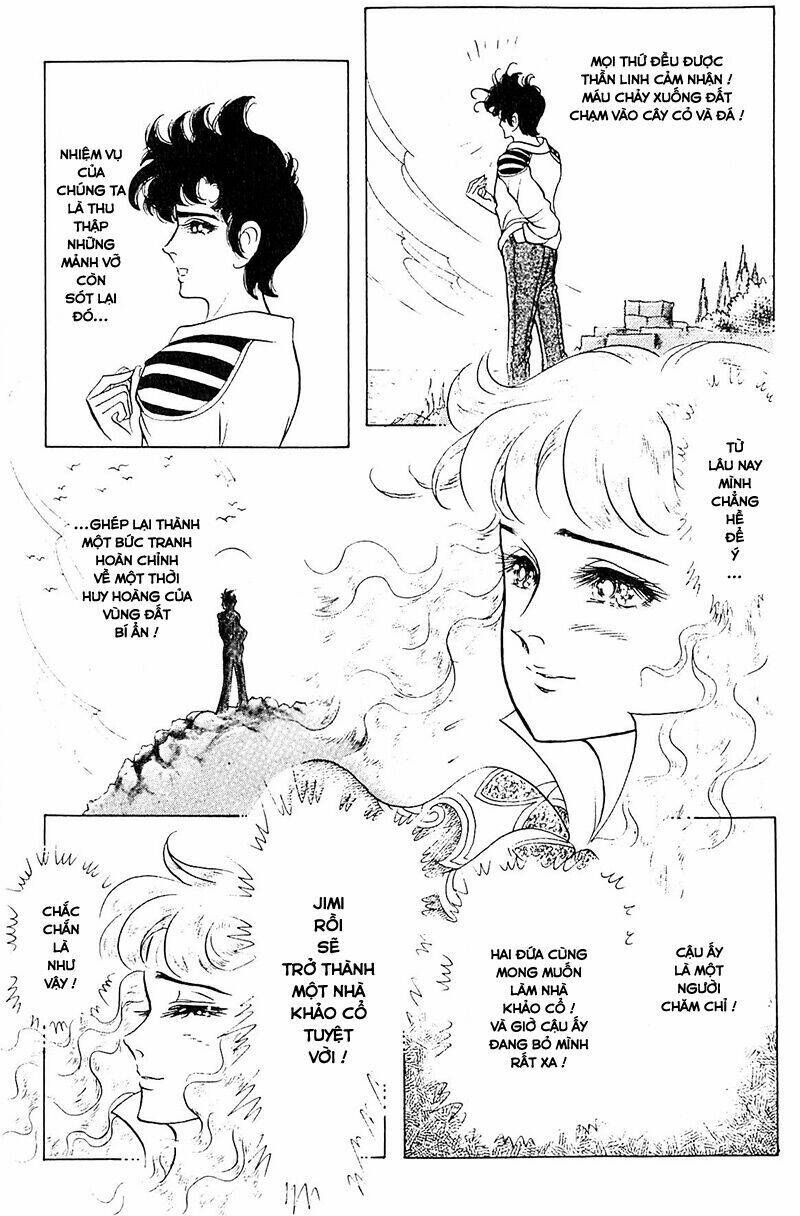 MỌI THỨ ĐỀU ĐƯỢC
THẦN LINH CẢM NHẬN !
MÁU CHẢY XUỐNG ĐẤT
CHẠM VÀO CÂY CỎ VÀ ĐÁ !
NHIỆM VỤ
CỦA
CHÚNG TA
LÀ THU
THẬP
NHỮNG
MẢNH VỠ
CÒN
SÓT LẠI
ĐÓ...
TỪ
LÂU NAY
MÌNH
CHẲNG
HỀ
ĐỂ
Ý
...
...GHÉP LẠI THÀNH
MỘT BỨC TRANH
HOÀN CHỈNH
VỀ MỘT THỜI
HUY HOÀNG CỦA
VÙNG ĐẤT
BÍ ẨN !
CẬU ẤY
LÀ MỘT
NGƯỜI
CHĂM CHỈ !
HAI ĐỨA CÙNG
MONG MUỐN
LÀM NHÀ
KHẢO CỔ !
VÀ GIỜ CẬU ẤY
ĐANG BỎ MÌNH
RẤT XA !
JIMI
RỒI
SẼ
TRỞ THÀNH
MỘT NHÀ
KHẢO CỔ
TUYỆT
VỜI !
CHẮC
CHẮN
LÀ
NHƯ
VẬY !